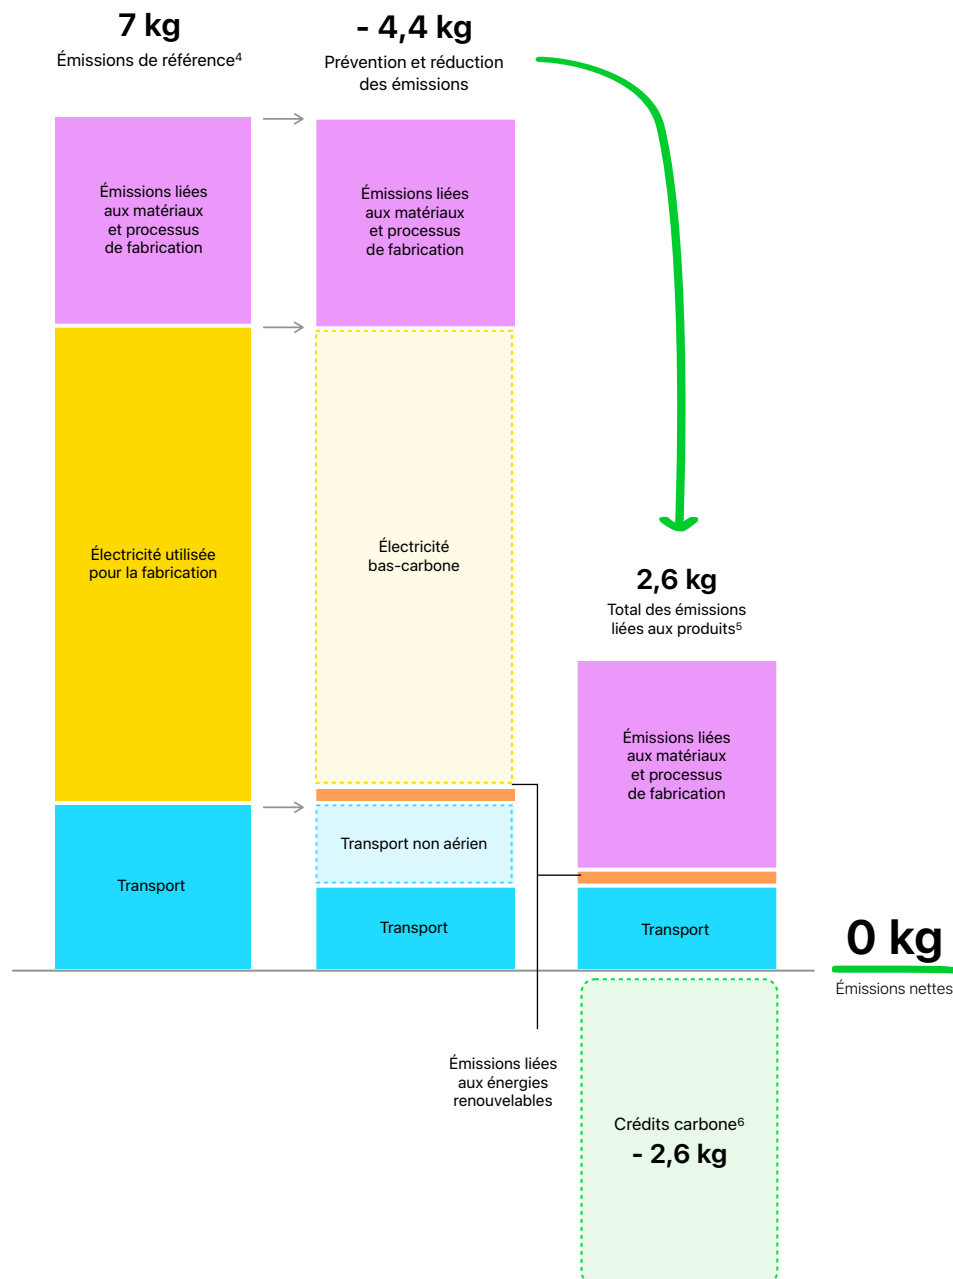 7 kg
Émissions de référence⁴
- 4,4 kg
Prévention et réduction
des émissions
Émissions liées
aux matériaux
et processus
de fabrication
Émissions liées
aux matériaux
et processus
de fabrication
Électricité utilisée
pour la fabrication
Électricité
bas-carbone
2,6 kg
Total des émissions
liées aux produits⁵
Émissions liées
aux matériaux
et processus
de fabrication
Transport non aérien
Transport
Transport
Transport
0 kg
Émissions nettes
Émissions liées
aux énergies
renouvelables
Crédits carbone⁶
- 2,6 kg